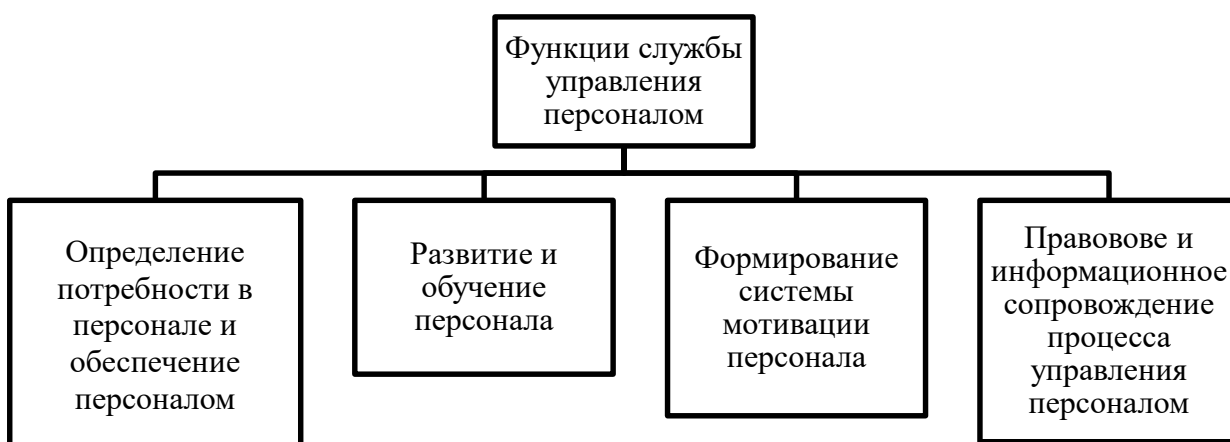 Функции службы
управления
персоналом
Определение
потребности в
персонале и
обеспечение
персоналом
Развитие и
обучение
персонала
Формирование
системы
мотивации
персонала
Правовове и
информационное
сопровождение
процесса
управления
персоналом